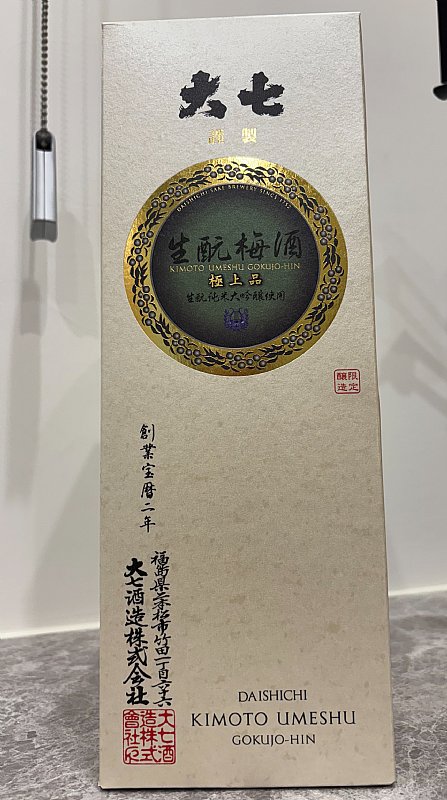 大七
謹製
DAISHICHI SAKE BREWERY SINCE 1752
生酛梅酒
KIMOTO UMESHU GOKUJO-HIN
極上品
生酛純米大吟醸使用
限定
醸造
創業宝暦二年
福島県二本松市竹田一丁目六十六
大七酒造株式会社
大七酒
造株式
會社印
DAISHICHI
KIMOTO UMESHU
GOKUJO-HIN